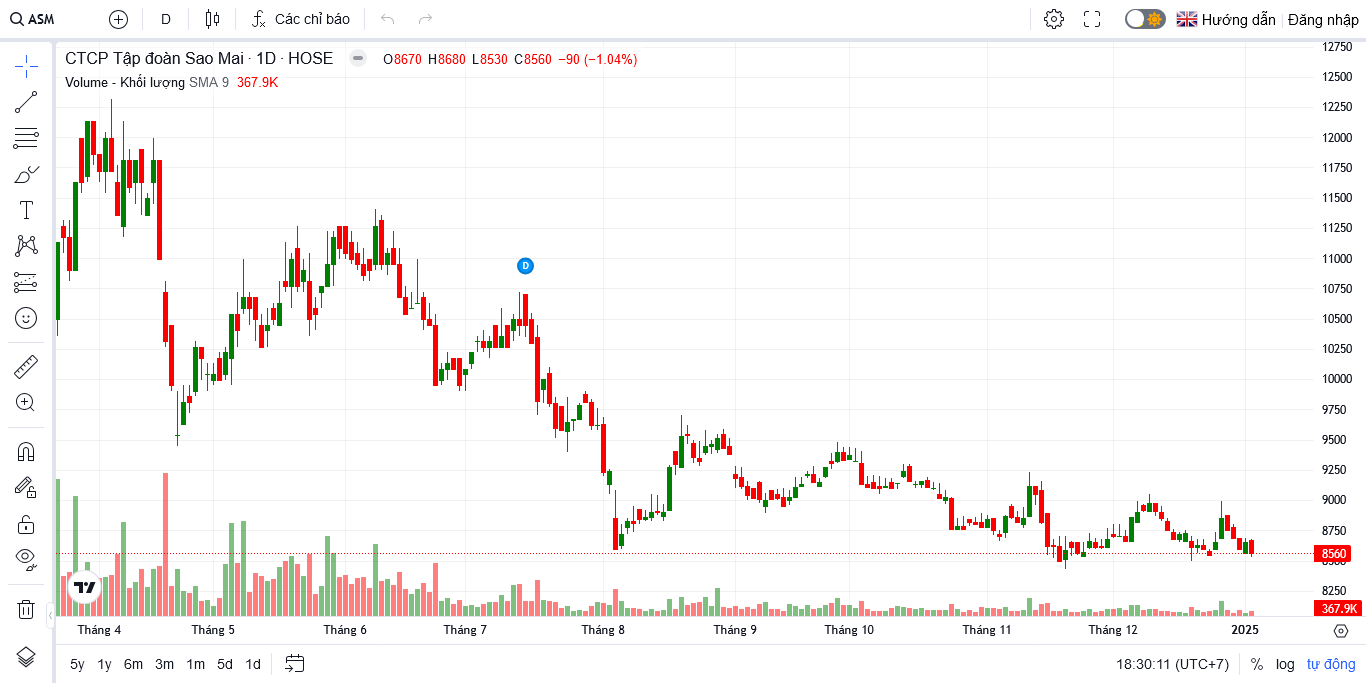 ASM D Các chỉ báo Hướng dẫn Đăng nhập
CTCP Tập đoàn Sao Mai · 1D · HOSE O8670 H8680 L8530 C8560 −90 (−1.04%)
Volume - Khối lượng SMA 9 367.9K
12750
12500
12250
12000
11750
11500
11250
11000
D
10750
10500
10250
10000
9750
9500
9250
9000
8750
8560
8500
8250
367.9K
Tháng 4 Tháng 5 Tháng 6 Tháng 7 Tháng 8 Tháng 9 Tháng 10 Tháng 11 Tháng 12 2025
5y 1y 6m 3m 1m 5d 1d 18:30:11 (UTC+7) % log tự động